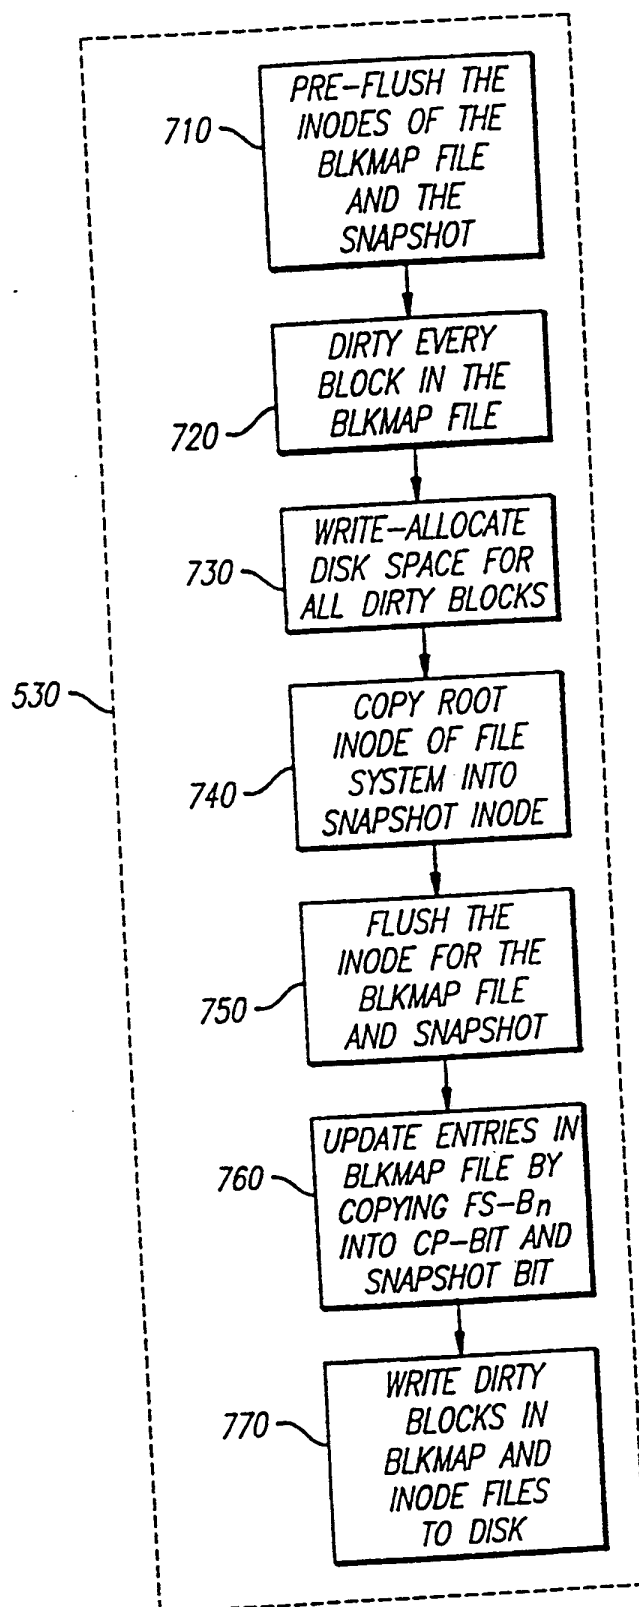 710
PRE-FLUSH THE
INODES OF THE
BLKMAP FILE
AND THE
SNAPSHOT
720
DIRTY EVERY
BLOCK IN THE
BLKMAP FILE
730
WRITE-ALLOCATE
DISK SPACE FOR
ALL DIRTY BLOCKS
530
740
COPY ROOT
INODE OF FILE
SYSTEM INTO
SNAPSHOT INODE
750
FLUSH THE
INODE FOR THE
BLKMAP FILE
AND SNAPSHOT
760
UPDATE ENTRIES IN
BLKMAP FILE BY
COPYING FS-Bn
INTO CP-BIT AND
SNAPSHOT BIT
770
WRITE DIRTY
BLOCKS IN
BLKMAP AND
INODE FILES
TO DISK